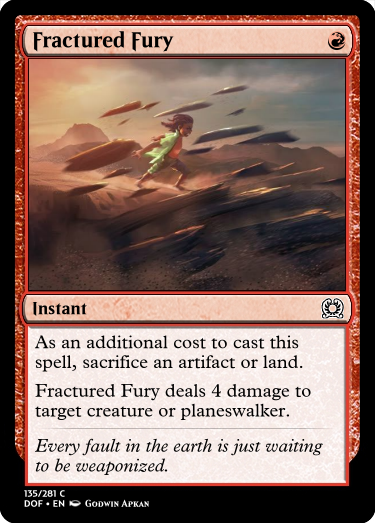 Fractured Fury
Instant
As an additional cost to cast this
spell, sacrifice an artifact or land.
Fractured Fury deals 4 damage to
target creature or planeswalker.
Every fault in the earth is just waiting
to be weaponized.
135/281 C
DOF • EN Godwin Apkan